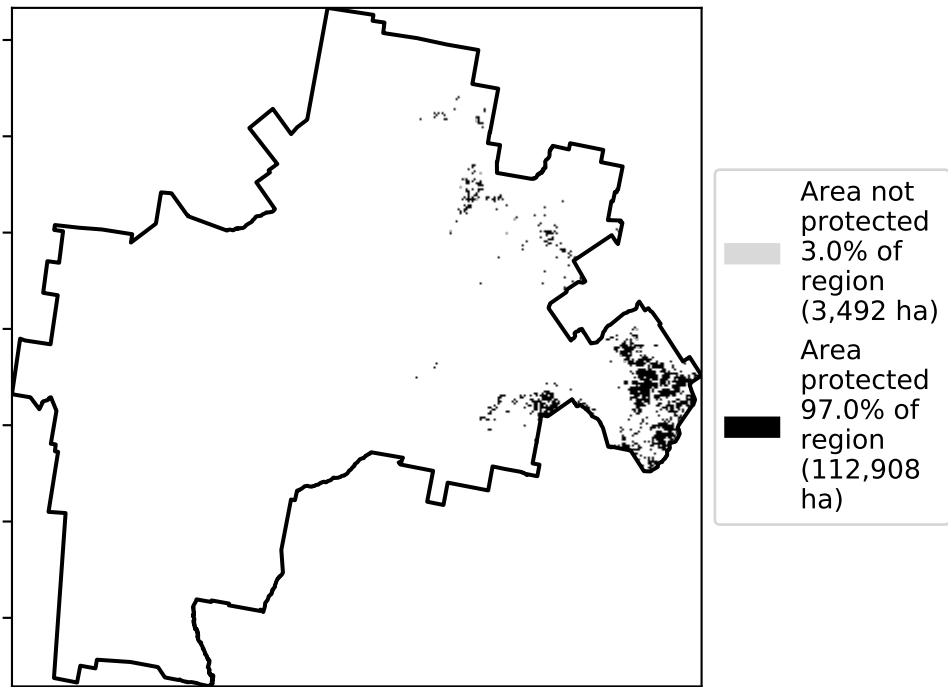 Area not
protected
3.0% of
region
(3,492 ha)
Area
protected
97.0% of
region
(112,908
ha)